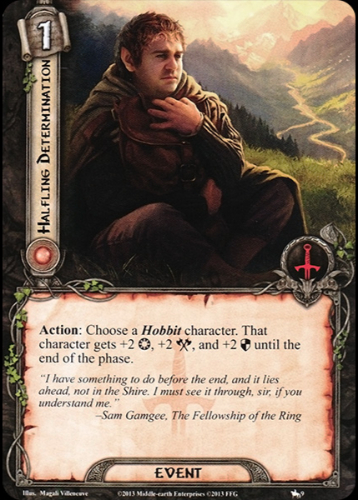 1
HALFLING DETERMINATION
Action: Choose a Hobbit character. That
character gets +2 , +2 , and +2 until the
end of the phase.
"I have something to do before the end, and it lies
ahead, not in the Shire. I must see it through, sir, if you
understand me."
–Sam Gamgee, The Fellowship of the Ring
EVENT
Illus. Magali Villeneuve ©2013 Middle-earth Enterprises ©2013 FFG 9